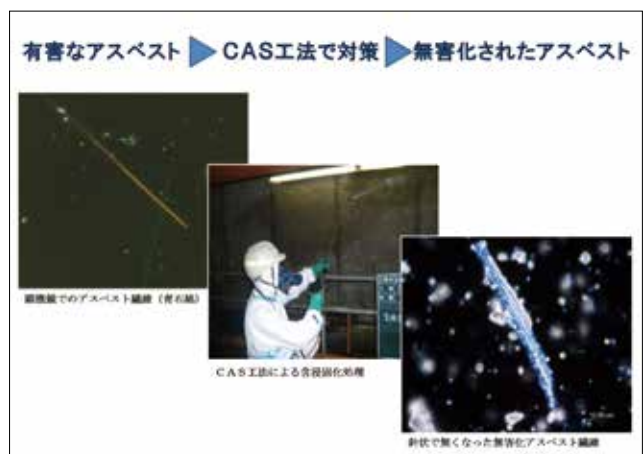 有害なアスベスト ▶ CAS工法で対策 ▶ 無害化されたアスベスト
顕微鏡でのアスベスト繊維（青石綿）
CAS工法による含浸固化処理
針状で無くなった無害化アスベスト繊維